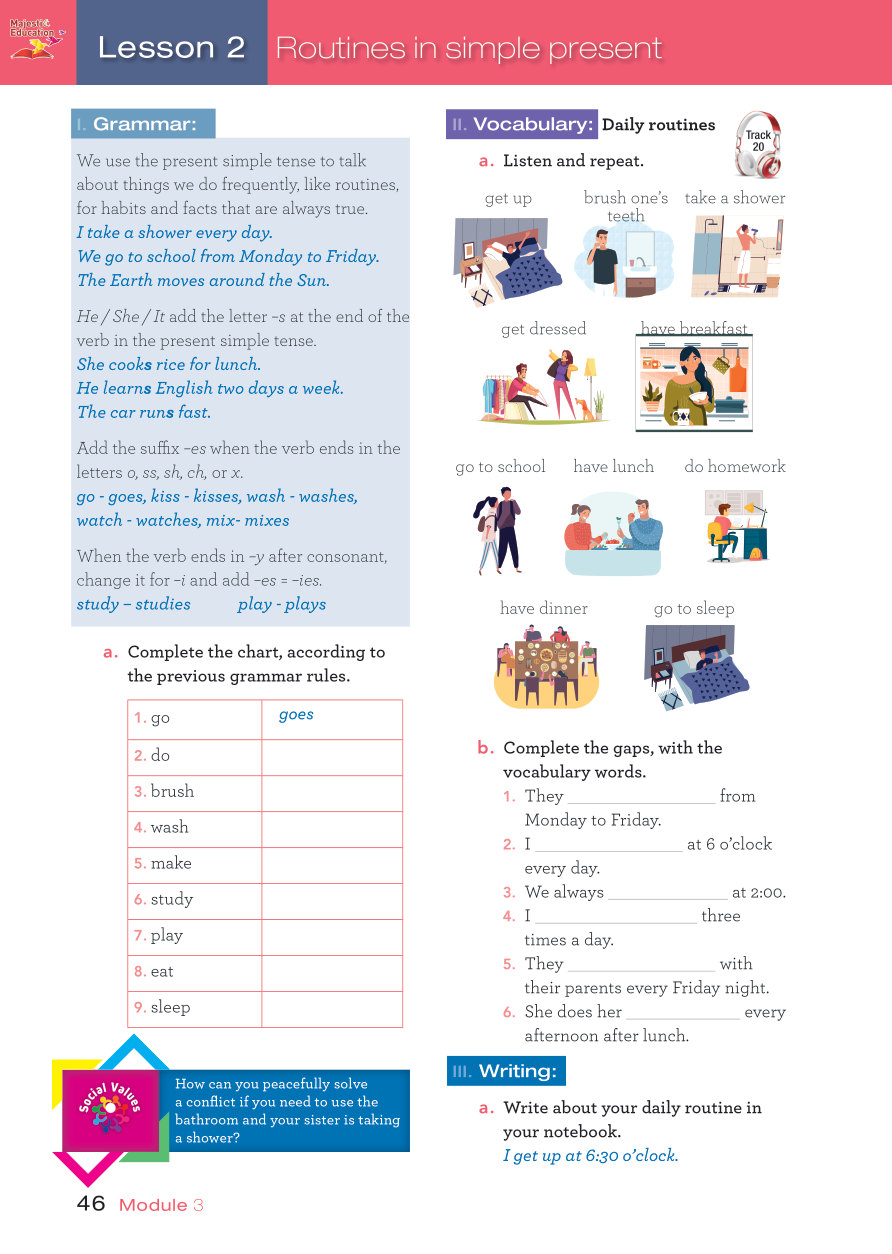 Majestic
Education
Lesson 2
Routines in simple present
I. Grammar:
We use the present simple tense to talk
about things we do frequently, like routines,
for habits and facts that are always true.
I take a shower every day.
We go to school from Monday to Friday.
The Earth moves around the Sun.
He / She / It add the letter –s at the end of the
verb in the present simple tense.
She cooks rice for lunch.
He learns English two days a week.
The car runs fast.
Add the suffix –es when the verb ends in the
letters o, ss, sh, ch, or x.
go - goes, kiss - kisses, wash - washes,
watch - watches, mix- mixes
When the verb ends in –y after consonant,
change it for –i and add –es = –ies.
study – studies play - plays
a. Complete the chart, according to
the previous grammar rules.
1. go goes
2. do
3. brush
4. wash
5. make
6. study
7. play
8. eat
9. sleep
Social Values
How can you peacefully solve
a conflict if you need to use the
bathroom and your sister is taking
a shower?
46 Module 3
II. Vocabulary: Daily routines
Track
20
a. Listen and repeat.
get up
brush one's
teeth
take a shower
get dressed
have breakfast
go to school
have lunch
do homework
have dinner
go to sleep
b. Complete the gaps, with the
vocabulary words.
1. They ____________ from
Monday to Friday.
2. I ____________ at 6 o'clock
every day.
3. We always ____________ at 2:00.
4. I ____________ three
times a day.
5. They ____________ with
their parents every Friday night.
6. She does her ____________ every
afternoon after lunch.
III. Writing:
a. Write about your daily routine in
your notebook.
I get up at 6:30 o'clock.